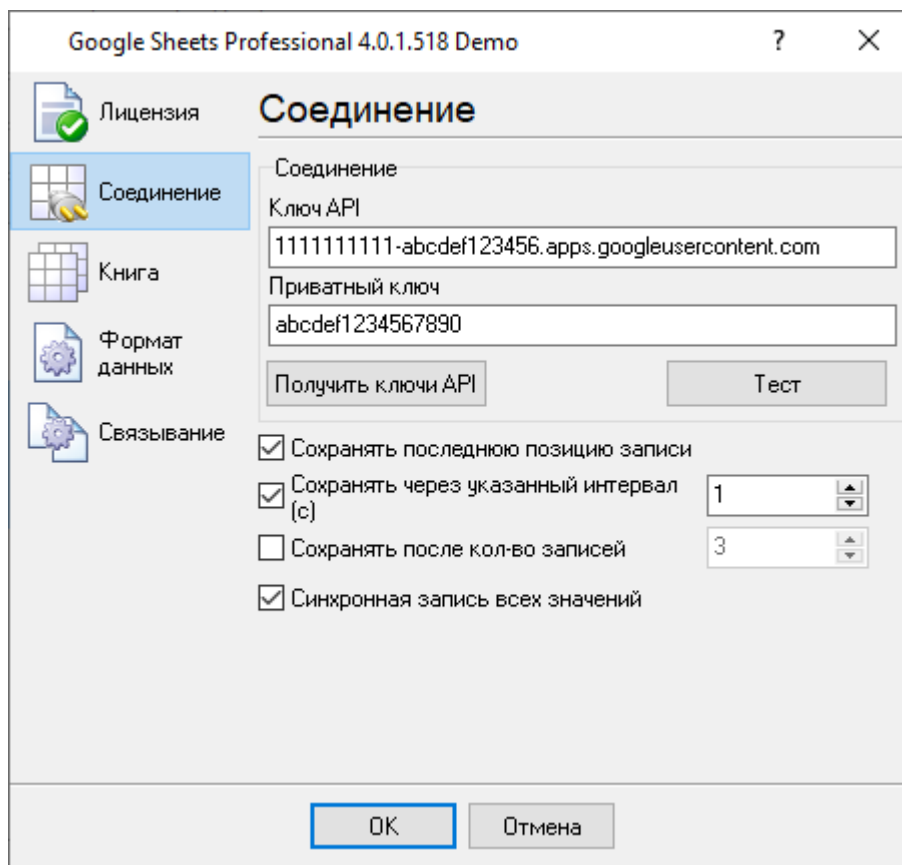 Google Sheets Professional 4.0.1.518 Demo
?
Лицензия
Соединение
Книга
Формат
данных
Связывание
Соединение
Соединение
Ключ API
1111111111-abcdef123456.apps.googleusercontent.com
Приватный ключ
abcdef1234567890
Получить ключи API
Тест
Сохранять последнюю позицию записи
Сохранять через указанный интервал
(с)
1
Сохранять после кол-во записей
3
Синхронная запись всех значений
OK
Отмена